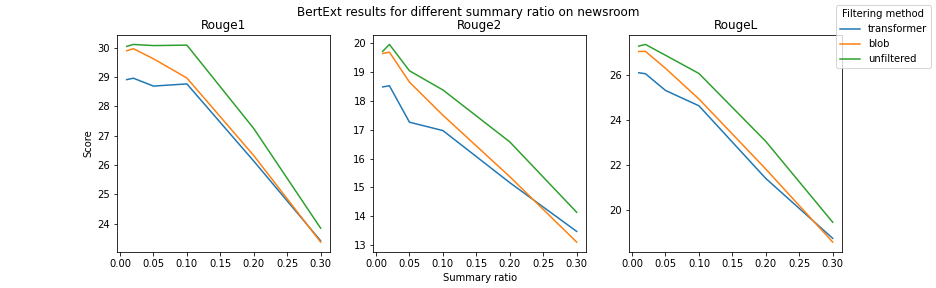 BertExt results for different summary ratio on newsroom
Filtering method
transformer
blob
unfiltered
Rouge1
Score
30
29
28
27
26
25
24
0.00 0.05 0.10 0.15 0.20 0.25 0.30
Rouge2
20
19
18
17
16
15
14
13
0.00 0.05 0.10 0.15 0.20 0.25 0.30
Summary ratio
RougeL
26
24
22
20
0.00 0.05 0.10 0.15 0.20 0.25 0.30